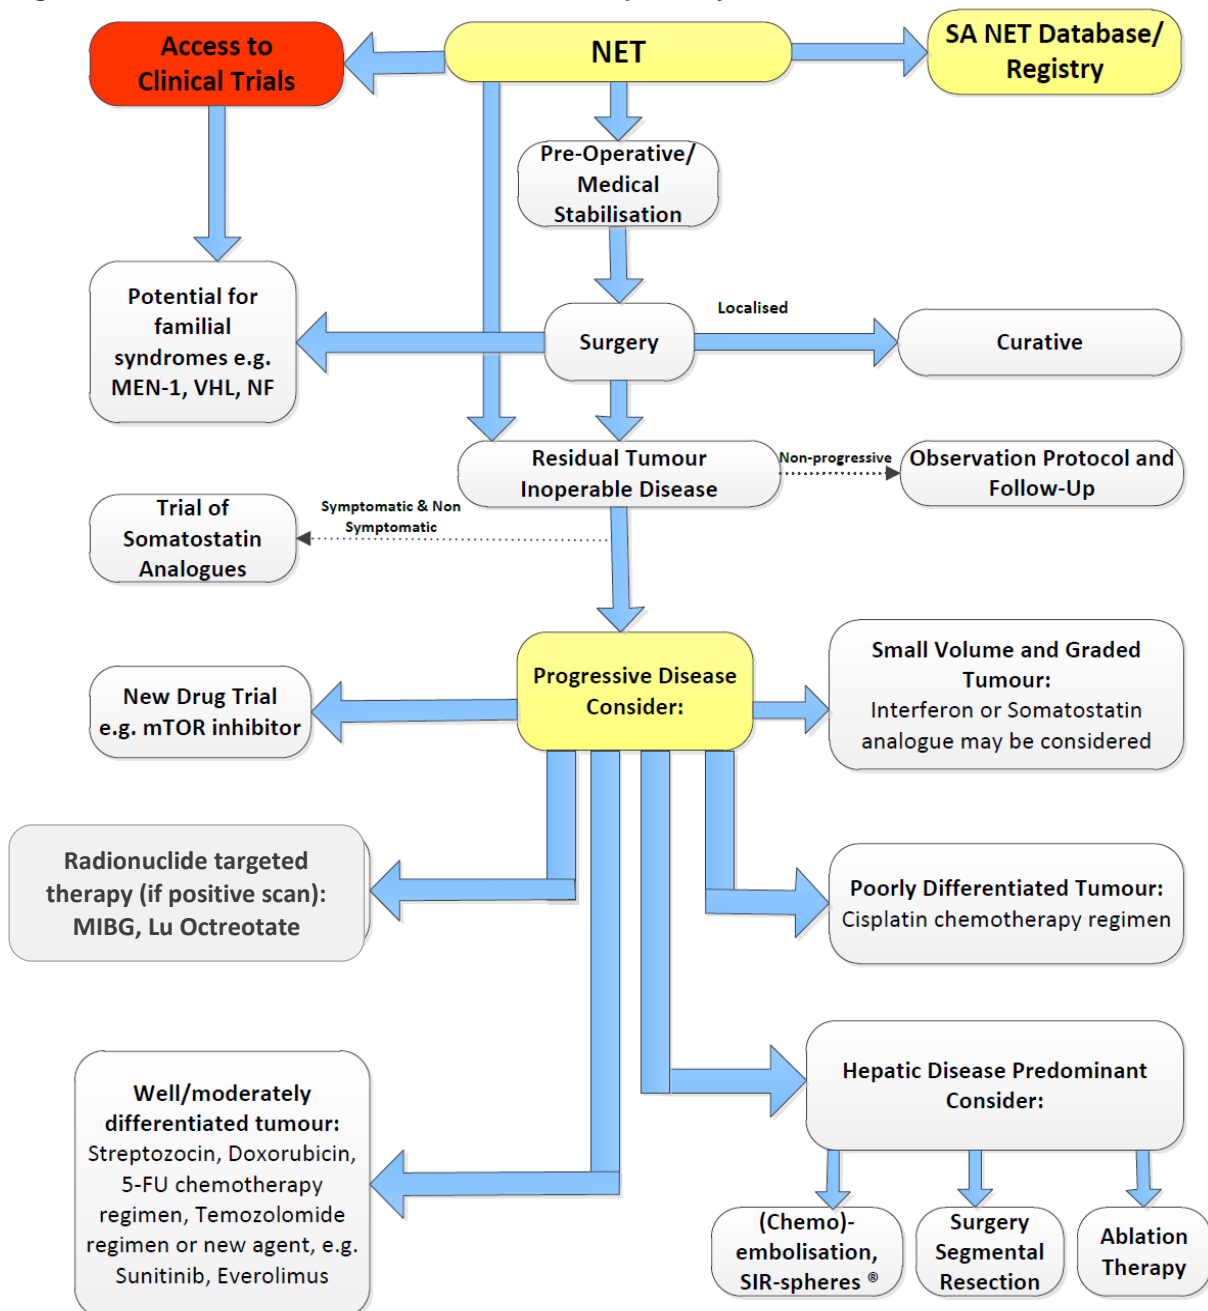 Access to
Clinical Trials
NET
SA NET Database/
Registry
Pre-Operative/
Medical
Stabilisation
Potential for
familial
syndromes e.g.
MEN-1, VHL, NF
Surgery
Localised
Curative
Residual Tumour
Inoperable Disease
Non-progressive
Observation Protocol and
Follow-Up
Symptomatic & Non
Symptomatic
Trial of
Somatostatin
Analogues
Progressive Disease
Consider:
Small Volume and Graded
Tumour:
Interferon or Somatostatin
analogue may be considered
New Drug Trial
e.g. mTOR inhibitor
Radionuclide targeted
therapy (if positive scan):
MIBG, Lu Octreotate
Poorly Differentiated Tumour:
Cisplatin chemotherapy regimen
Hepatic Disease Predominant
Consider:
Well/moderately
differentiated tumour:
Streptozocin, Doxorubicin,
5-FU chemotherapy
regimen, Temozolomide
regimen or new agent, e.g.
Sunitinib, Everolimus
(Chemo)-
embolisation,
SIR-spheres ®
Surgery
Segmental
Resection
Ablation
Therapy